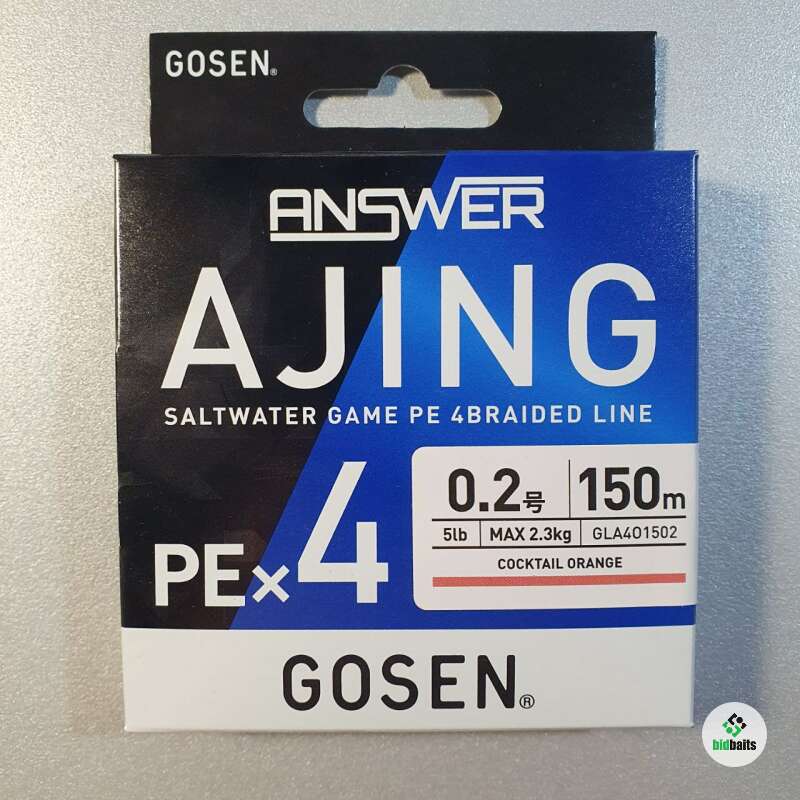 GOSEN®
ANSWER
AJING
SALTWATER GAME PE 4BRAIDED LINE
PE×4
0.2号 150m
5lb MAX 2.3kg GLA4O1502
COCKTAIL ORANGE
GOSEN®
bidbaits